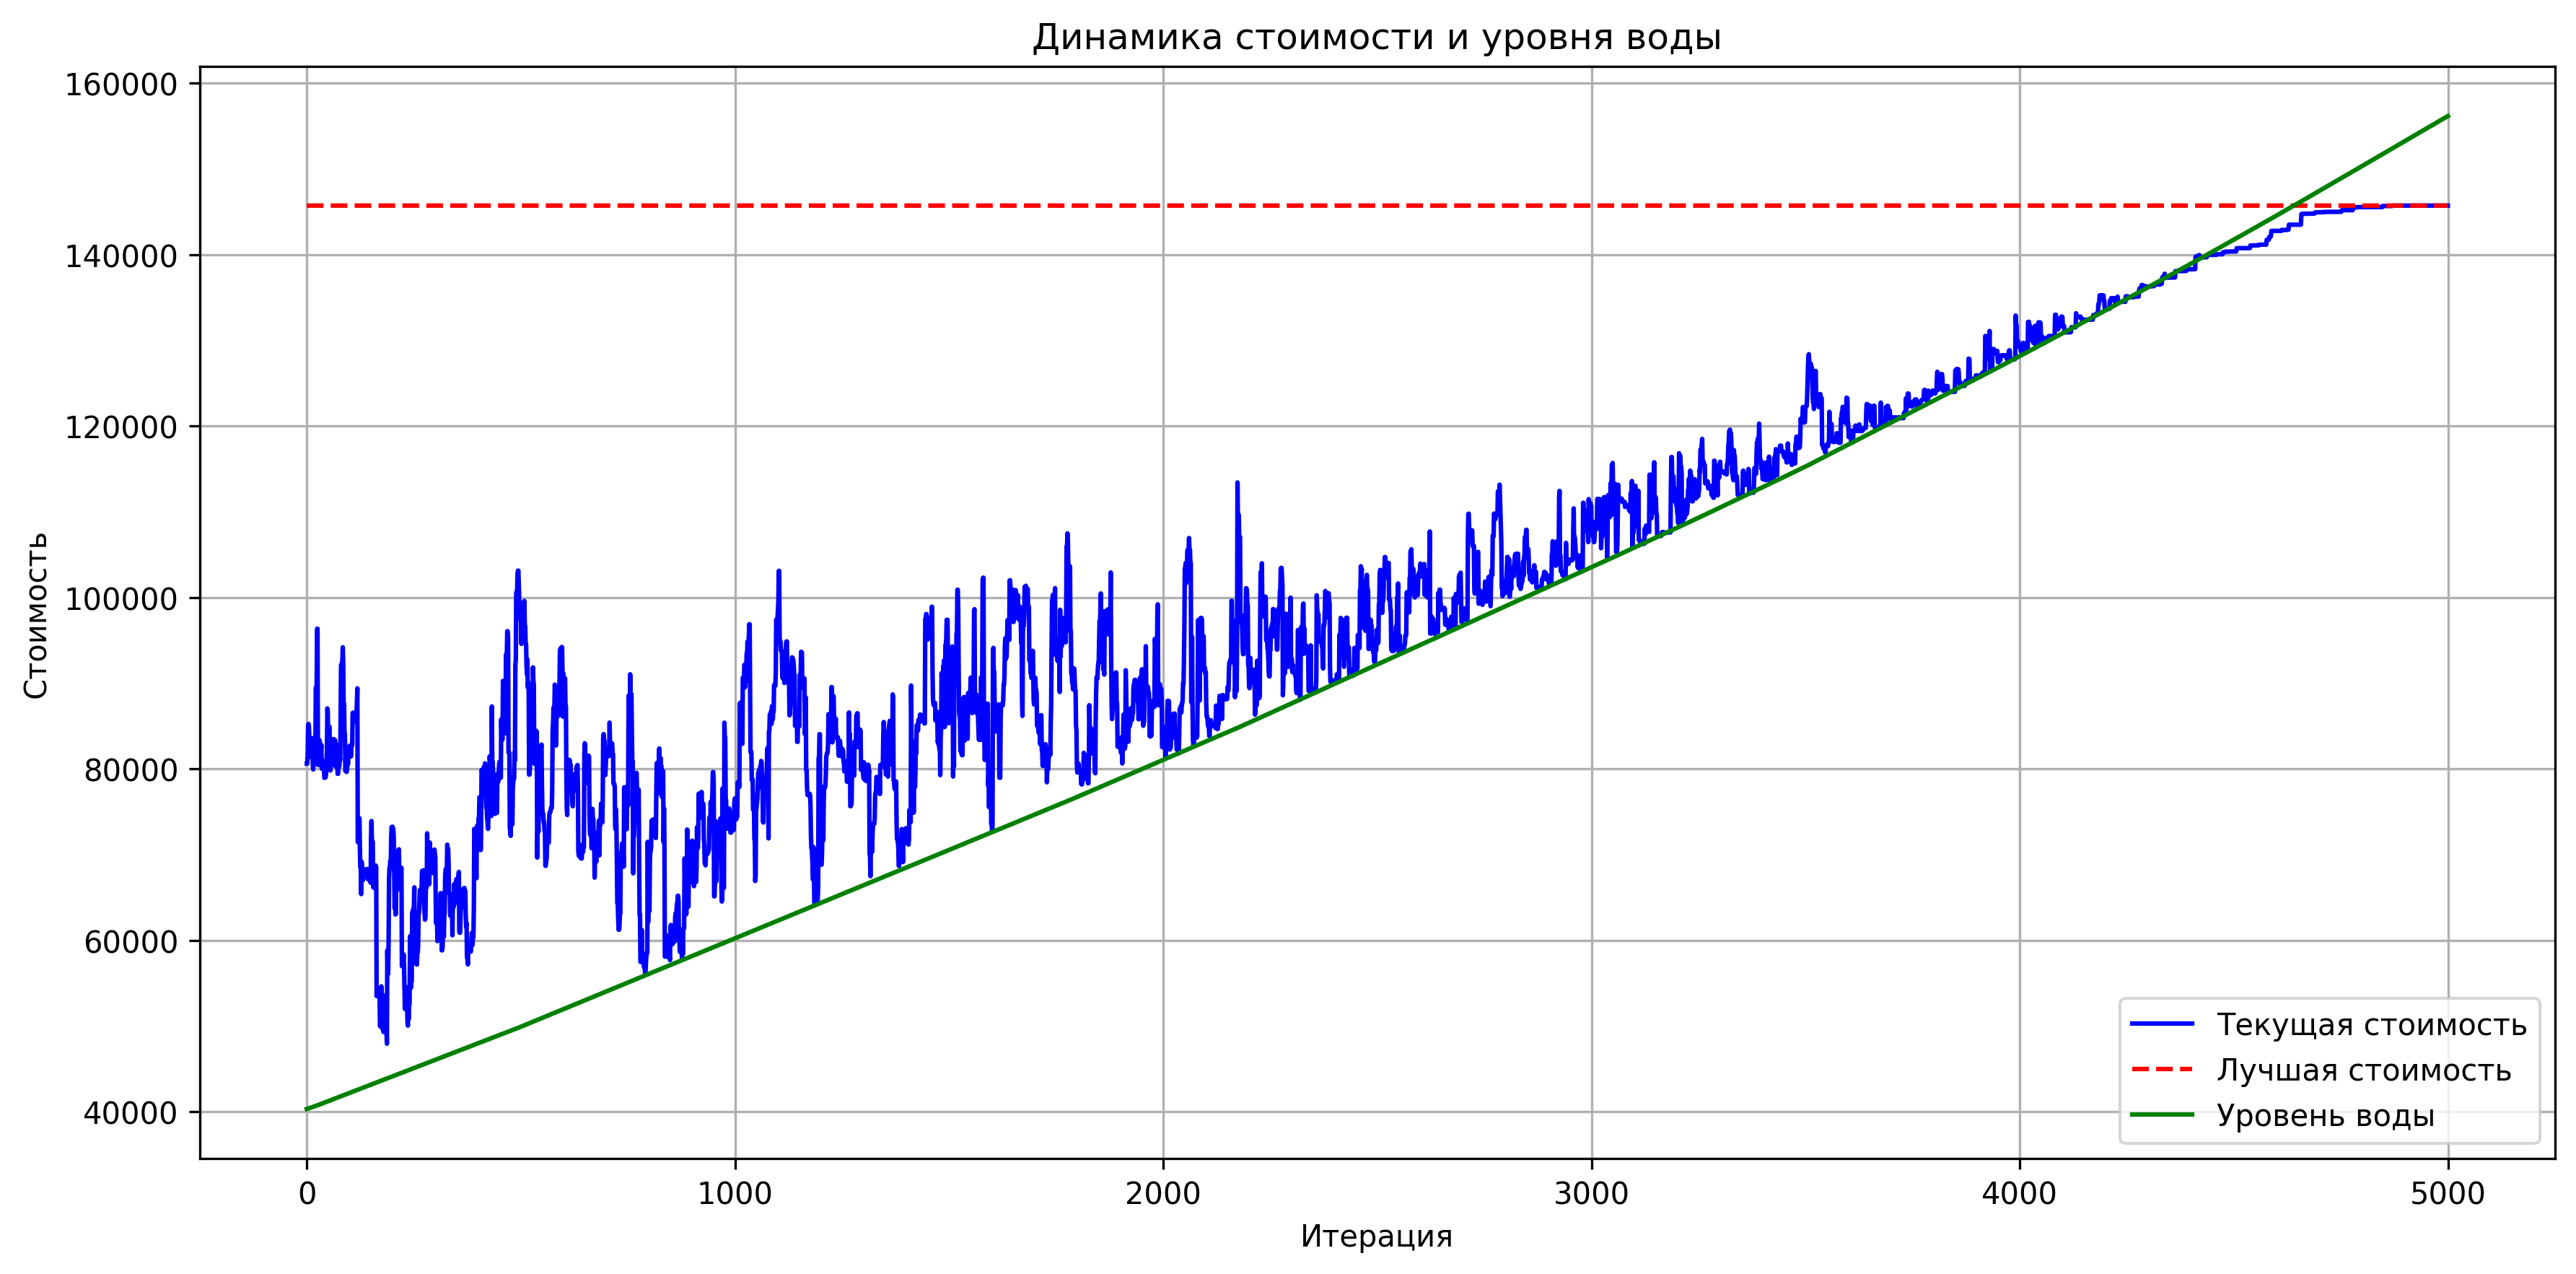 Динамика стоимости и уровня воды
160000
140000
120000
100000
80000
60000
40000
Стоимость
0 1000 2000 3000 4000 5000
Итерация
Текущая стоимость
Лучшая стоимость
Уровень воды